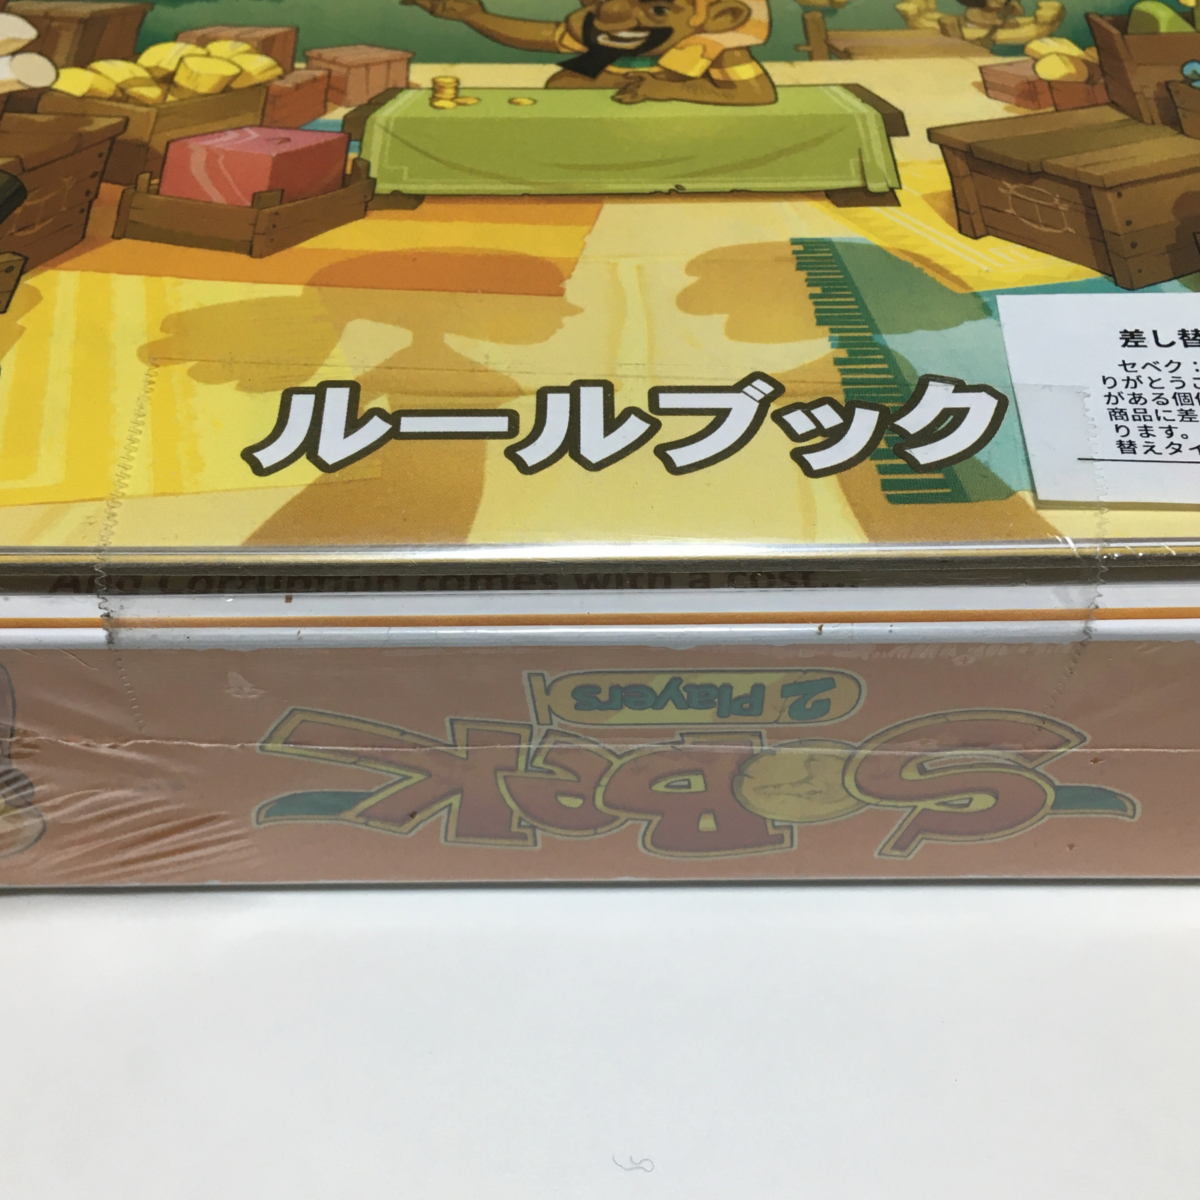 ルールブック
差し替
セベク：
りがとうご
がある個体
商品に差
ります。
替えタイ
And Corruption comes with a cost...
2 Players
SoBek